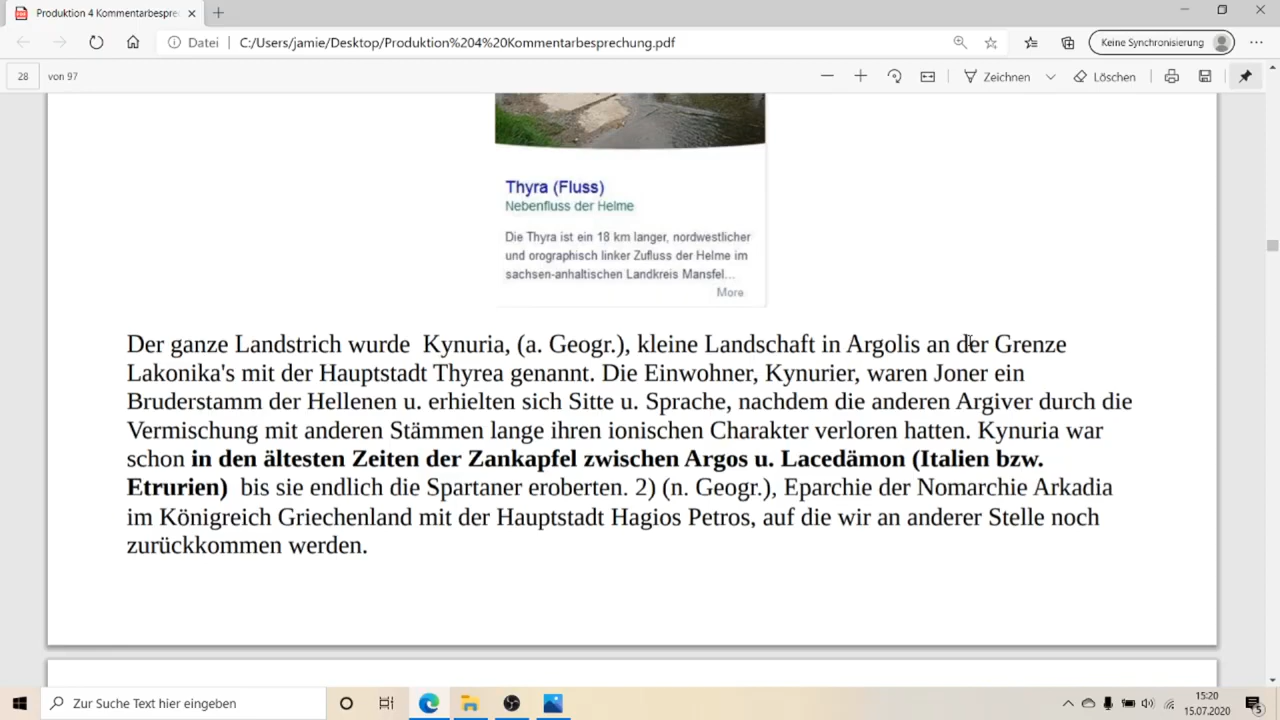 Produktion 4 Kommentarbespre
Datei C:/Users/jamie/Desktop/Produktion%204%20Kommentarbesprechung.pdf Keine Synchronisierung
28 von 97 Zeichnen Löschen
Thyra (Fluss)
Nebenfluss der Helme
Die Thyra ist ein 18 km langer, nordwestlicher
und orographisch linker Zufluss der Helme im
sachsen-anhaltischen Landkreis Mansfel...
More
Der ganze Landstrich wurde Kynuria, (a. Geogr.), kleine Landschaft in Argolis an der Grenze
Lakonika's mit der Hauptstadt Thyrea genannt. Die Einwohner, Kynurier, waren Joner ein
Bruderstamm der Hellenen u. erhielten sich Sitte u. Sprache, nachdem die anderen Argiver durch die
Vermischung mit anderen Stämmen lange ihren ionischen Charakter verloren hatten. Kynuria war
schon in den ältesten Zeiten der Zankapfel zwischen Argos u. Lacedämon (Italien bzw.
Etrurien) bis sie endlich die Spartaner eroberten. 2) (n. Geogr.), Eparchie der Nomarchie Arkadia
im Königreich Griechenland mit der Hauptstadt Hagios Petros, auf die wir an anderer Stelle noch
zurückkommen werden.
Zur Suche Text hier eingeben
15:20
15.07.2020
5